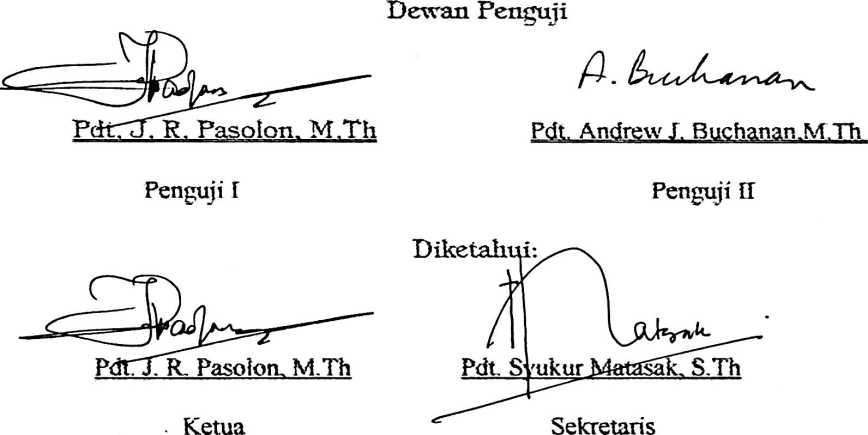 Dewan Penguji
A. Buchanan
Pdt. J. R. Pasolon, M.Th Pdt. Andrew J. Buchanan.M.Th
Penguji I Penguji II
Diketahui:
Pdt. J. R. Pasolon, M.Th Pdt. Syukur Matasak, S.Th
Ketua Sekretaris